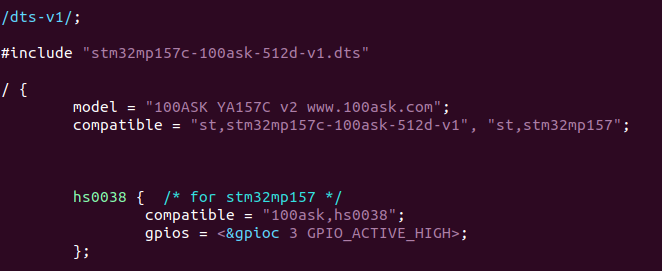 /dts-v1/;
#include "stm32mp157c-100ask-512d-v1.dts"
/ {
model = "100ASK YA157C v2 www.100ask.com";
compatible = "st,stm32mp157c-100ask-512d-v1", "st,stm32mp157";
hs0038 { /* for stm32mp157 */
compatible = "100ask,hs0038";
gpios = <&gpioc 3 GPIO_ACTIVE_HIGH>;
};